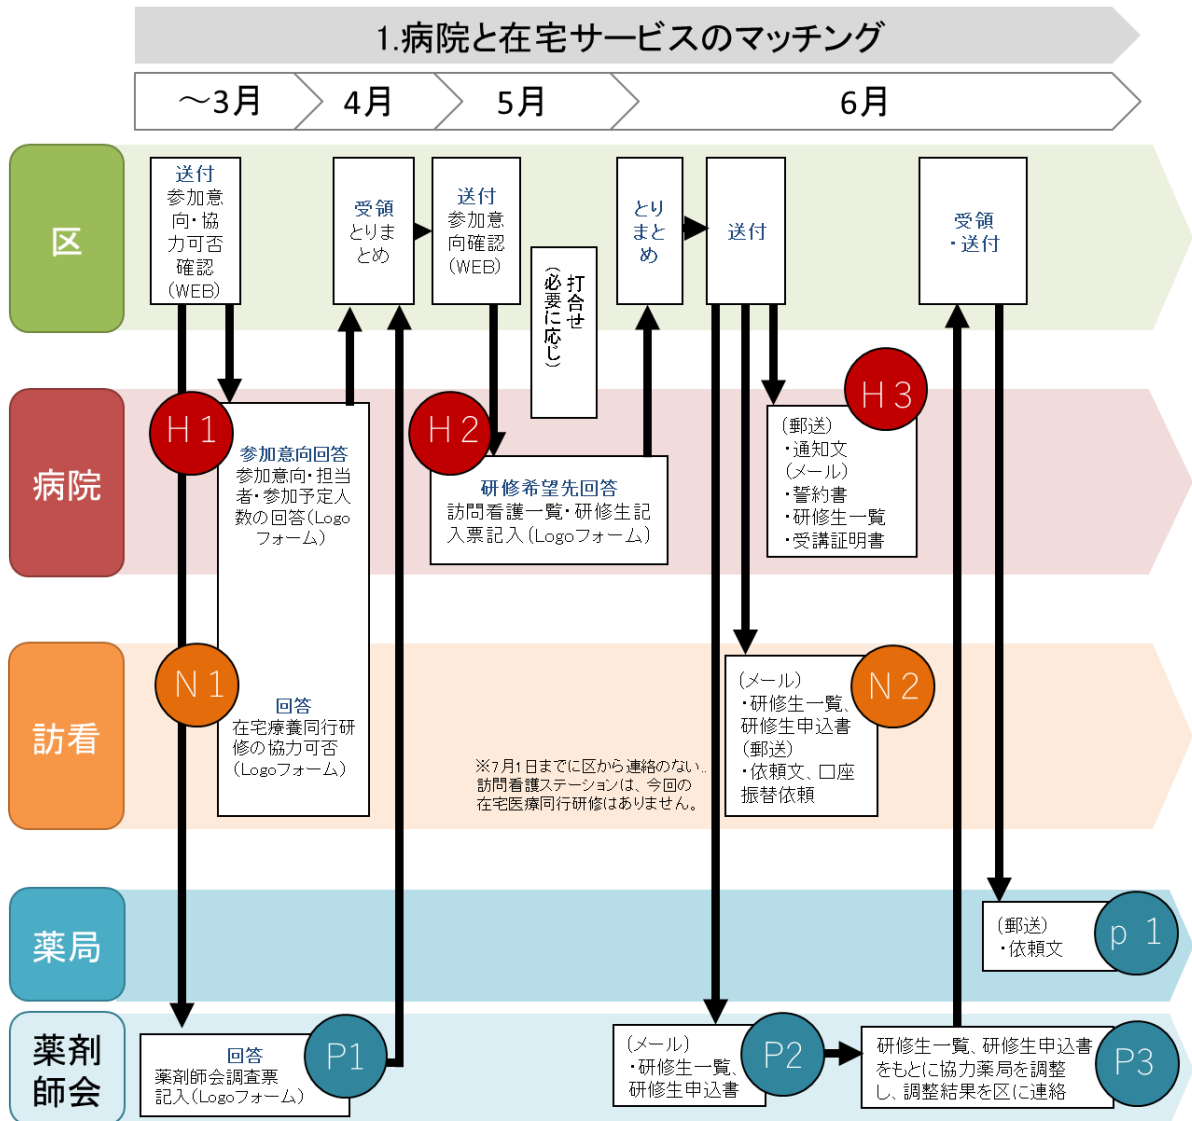 1.病院と在宅サービスのマッチング
～3月
4月
5月
6月
区
送付
参加意
向・協
力可否
確認
(WEB)
受領
とりま
とめ
送付
参加意
向確認
(WEB)
打合せ
(必要に応じ)
とり
まと
め
送付
受領
・送付
病院
H1
参加意向回答
参加意向・担当
者・参加予定人
数の回答(Logo
フォーム)
H2
研修希望先回答
訪問看護一覧・研修生記
入票記入(Logoフォーム)
H3
(郵送)
・通知文
(メール)
・誓約書
・研修生一覧
・受講証明書
訪看
N1
回答
在宅療養同行研
修の協力可否
(Logoフォーム)
※7月1日までに区から連絡のない..
訪問看護ステーションは、今回の
在宅医療同行研修はありません。
N2
(メール)
・研修生一覧、
研修生申込書
(郵送)
・依頼文、口座
振替依頼
薬局
(郵送)
・依頼文
p1
薬剤
師会
回答
薬剤師会調査票
記入(Logoフォーム)
P1
(メール)
・研修生一覧、
研修生申込書
P2
研修生一覧、研修生申込書
をもとに協力薬局を調整
し、調整結果を区に連絡
P3